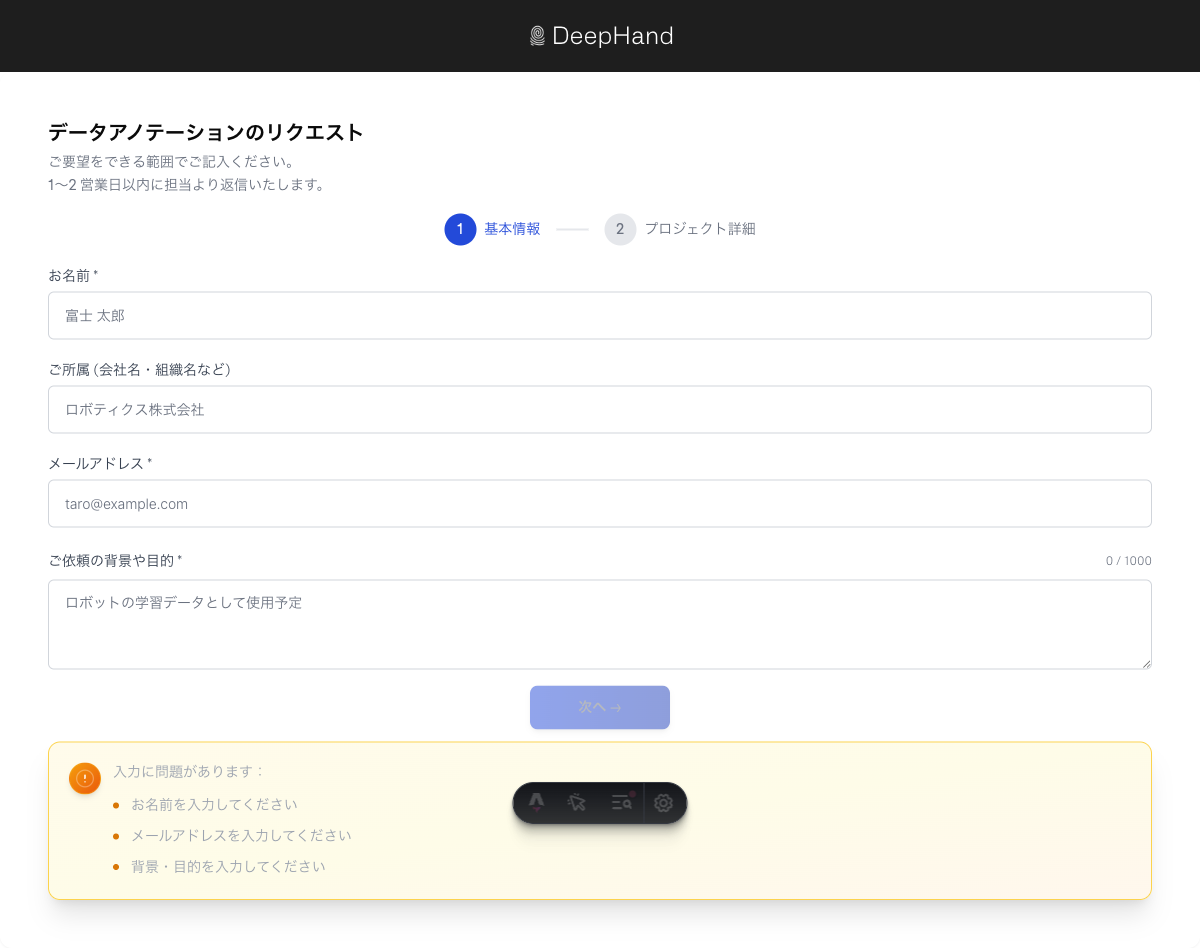 DeepHand
データアノテーションのリクエスト
ご要望をできる範囲でご記入ください。
1〜2 営業日以内に担当より返信いたします。
1 基本情報 2 プロジェクト詳細
お名前 *
富士 太郎
ご所属 (会社名・組織名など)
ロボティクス株式会社
メールアドレス *
taro@example.com
ご依頼の背景や目的 * 0 / 1000
ロボットの学習データとして使用予定
次へ →
入力に問題があります：
お名前を入力してください
メールアドレスを入力してください
背景・目的を入力してください